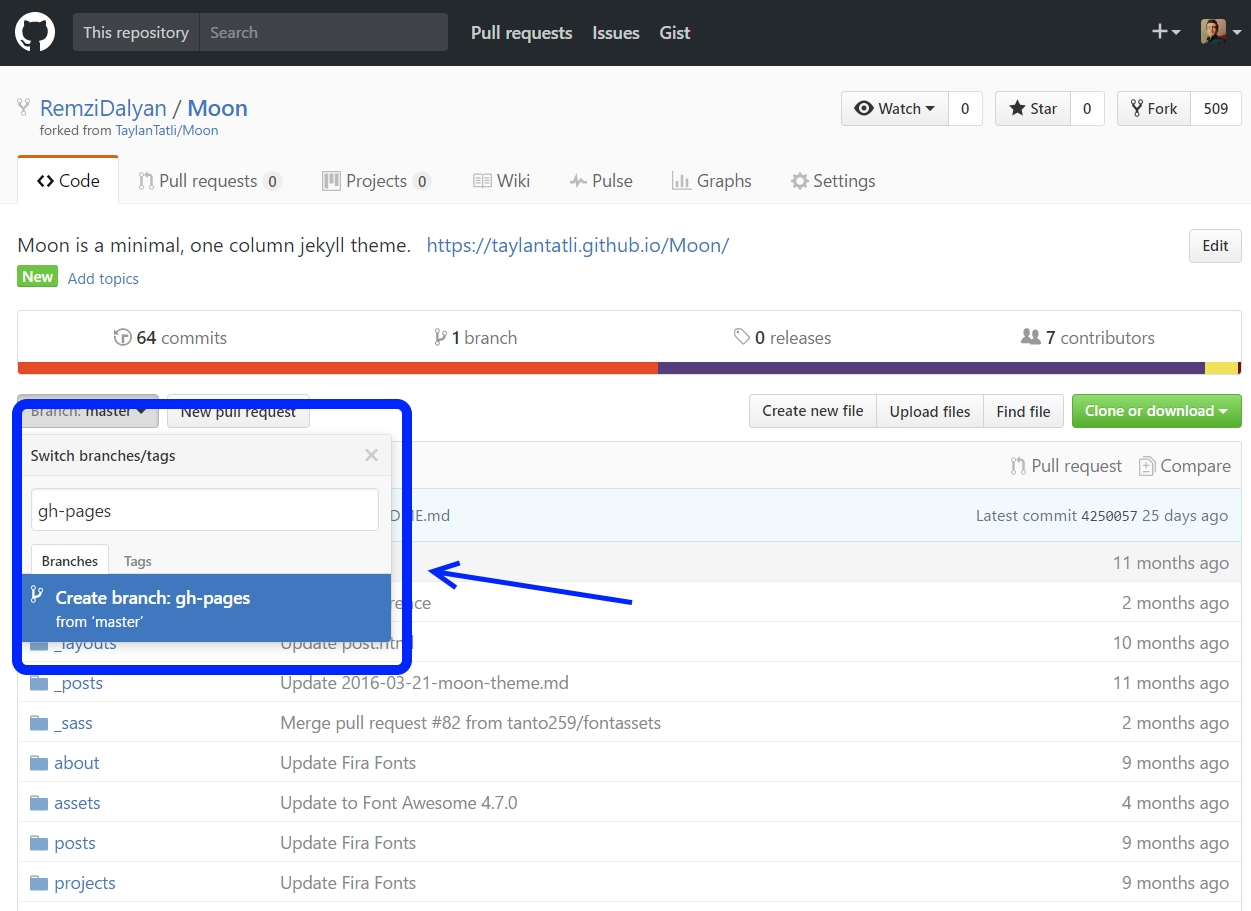 This repository Search Pull requests Issues Gist
RemziDalyan / Moon Watch 0 Star 0 Fork 509
forked from TaylanTatli/Moon
Code Pull requests 0 Projects 0 Wiki Pulse Graphs Settings
Moon is a minimal, one column jekyll theme. https://taylantatli.github.io/Moon/ Edit
New Add topics
64 commits 1 branch 0 releases 7 contributors
Branch: master New pull request Create new file Upload files Find file Clone or download
Switch branches/tags
Pull request Compare
gh-pages
ME.md Latest commit 4250057 25 days ago
Branches Tags
11 months ago
Create branch: gh-pages
from ‘master’
2 months ago
_layouts Update post.html 10 months ago
_posts Update 2016-03-21-moon-theme.md 11 months ago
_sass Merge pull request #82 from tanto259/fontassets 2 months ago
about Update Fira Fonts 9 months ago
assets Update to Font Awesome 4.7.0 4 months ago
posts Update Fira Fonts 9 months ago
projects Update Fira Fonts 9 months ago